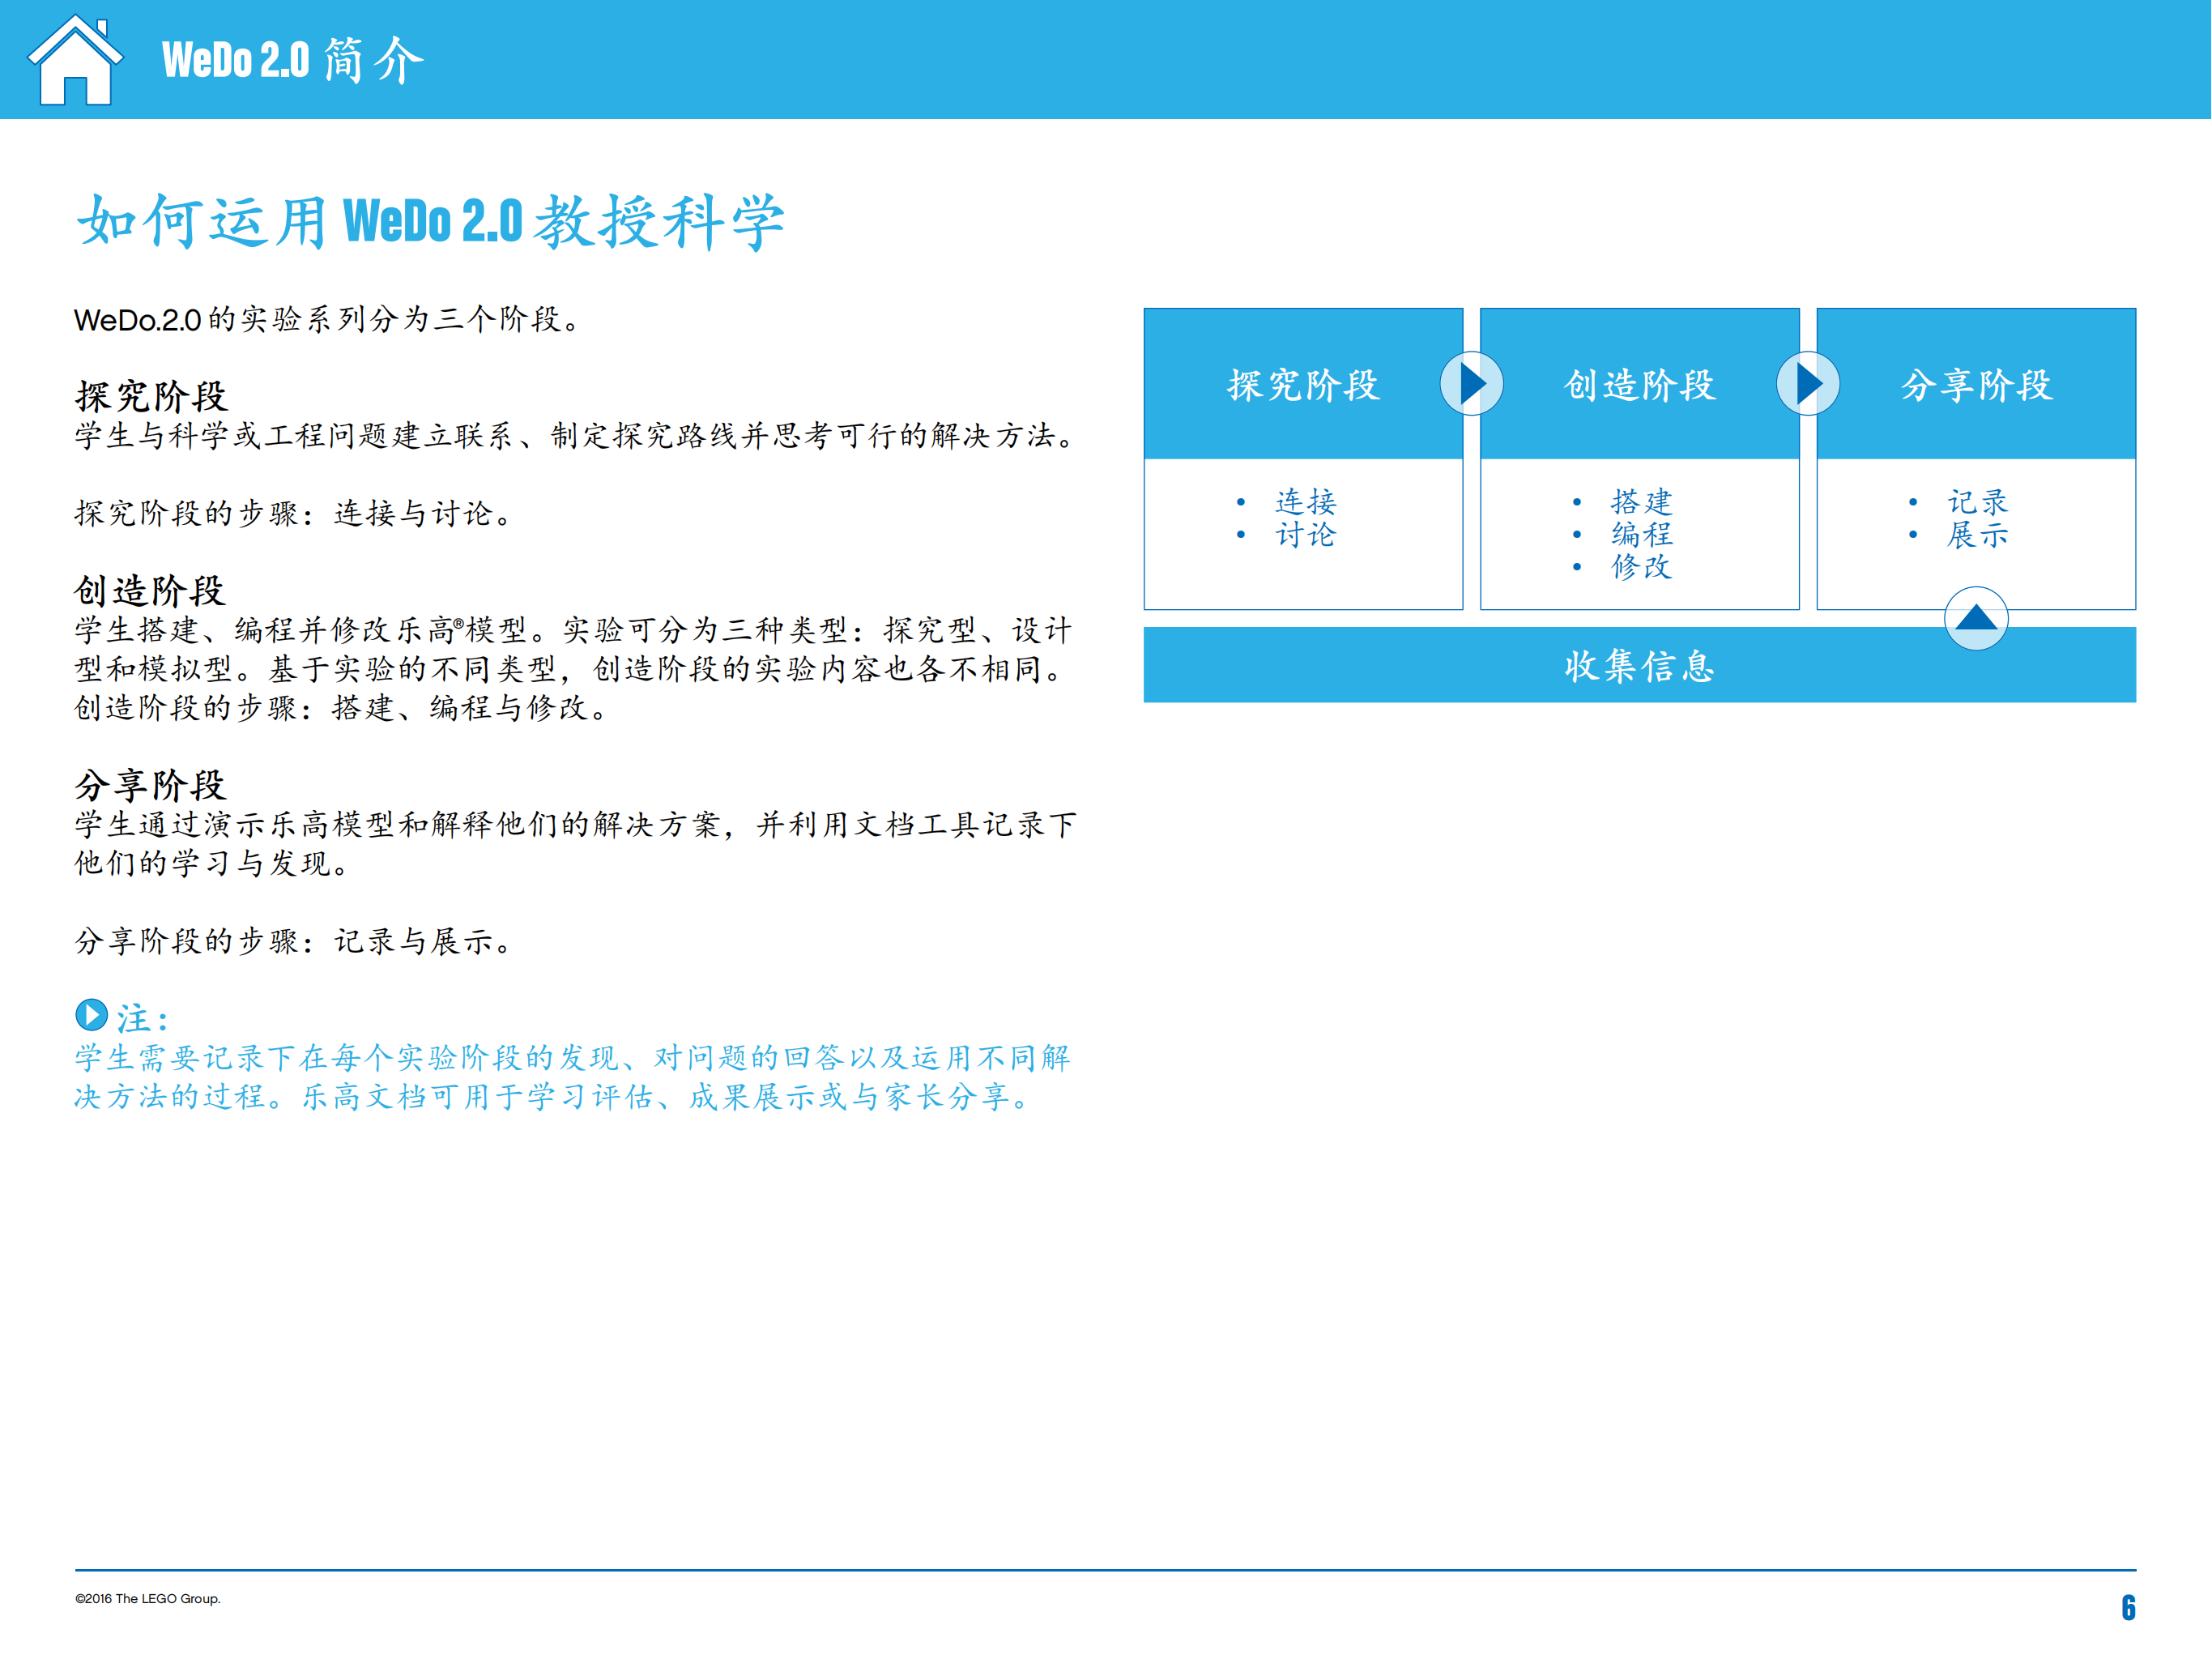 WeDo 2.0 简介
如何运用 WeDo 2.0 教授科学
WeDo.2.0 的实验系列分为三个阶段。
探究阶段
学生与科学或工程问题建立联系、制定探究路线并思考可行的解决方法。
探究阶段的步骤：连接与讨论。
创造阶段
学生搭建、编程并修改乐高®模型。实验可分为三种类型：探究型、设计
型和模拟型。基于实验的不同类型，创造阶段的实验内容也各不相同。
创造阶段的步骤：搭建、编程与修改。
分享阶段
学生通过演示乐高模型和解释他们的解决方案，并利用文档工具记录下
他们的学习与发现。
分享阶段的步骤：记录与展示。
注：
学生需要记录下在每个实验阶段的发现、对问题的回答以及运用不同解
决方法的过程。乐高文档可用于学习评估、成果展示或与家长分享。
探究阶段
• 连接
• 讨论
创造阶段
• 搭建
• 编程
• 修改
分享阶段
• 记录
• 展示
收集信息
©2016 The LEGO Group.
6